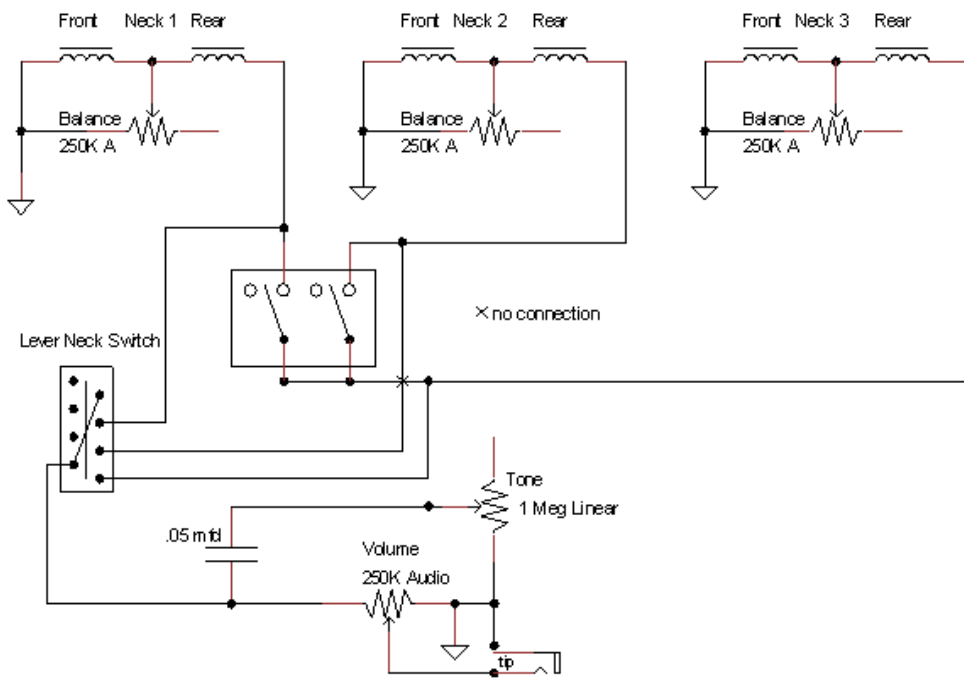 Front Neck 1 Rear
Front Neck 2 Rear
Front Neck 3 Rear
Balance
250K A
Balance
250K A
Balance
250K A
no connection
Lever Neck Switch
Tone
1 Meg Linear
.05 mfd
Volume
250K Audio
tip